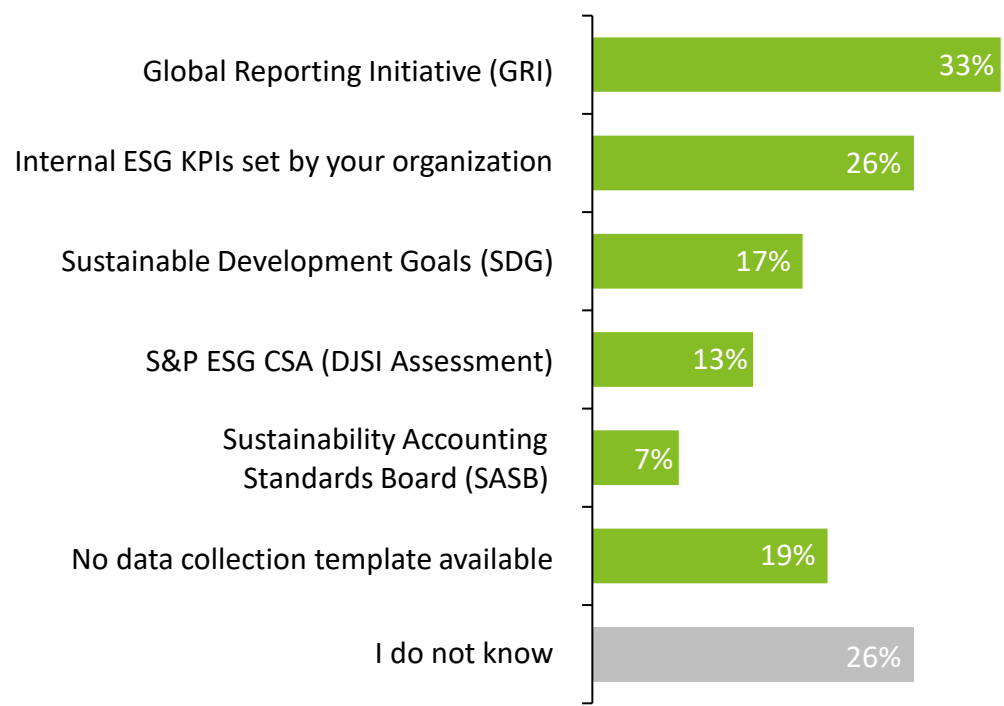 Global Reporting Initiative (GRI) 33%
Internal ESG KPIs set by your organization 26%
Sustainable Development Goals (SDG) 17%
S&P ESG CSA (DJSI Assessment) 13%
Sustainability Accounting
Standards Board (SASB) 7%
No data collection template available 19%
I do not know 26%